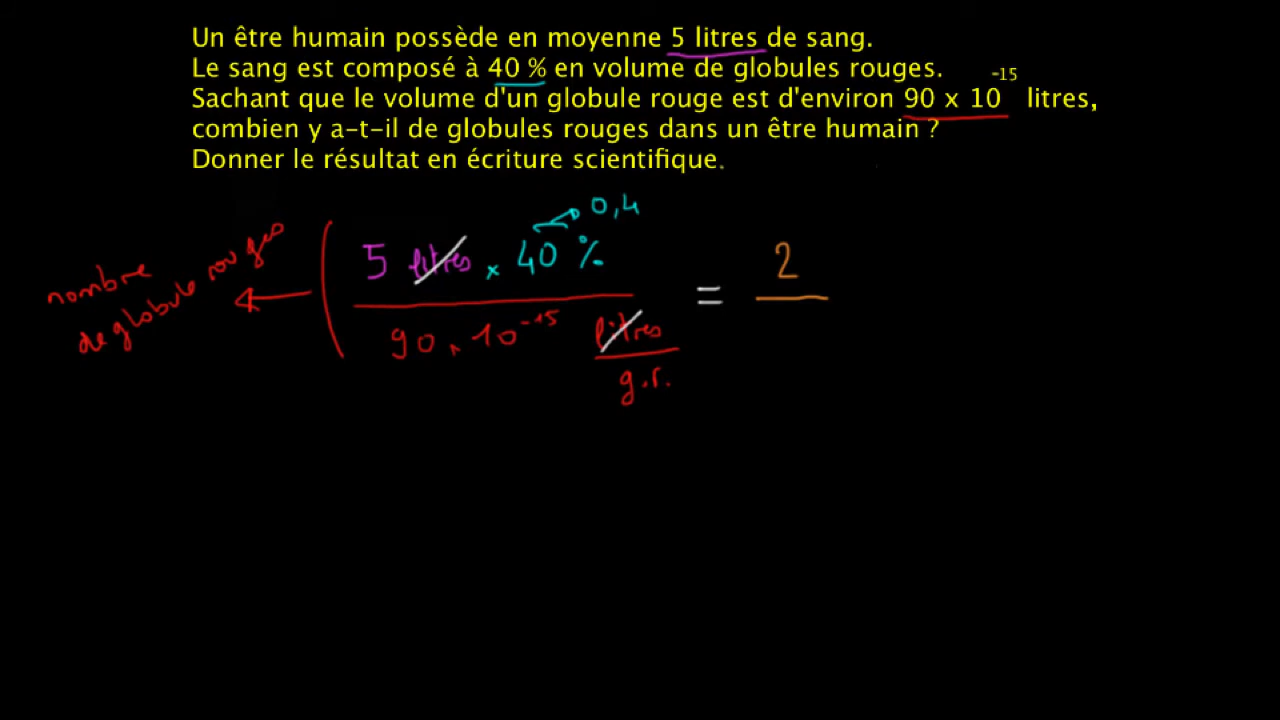 Un être humain possède en moyenne 5 litres de sang.
Le sang est composé à 40 % en volume de globules rouges.
Sachant que le volume d'un globule rouge est d'environ 90 x 10⁻¹⁵ litres,
combien y a-t-il de globules rouges dans un être humain ?
Donner le résultat en écriture scientifique.
0,4
5 litres x 40 %
2
=
nombre
de globule rouges
90 x 10⁻¹⁵ litres
g.r.